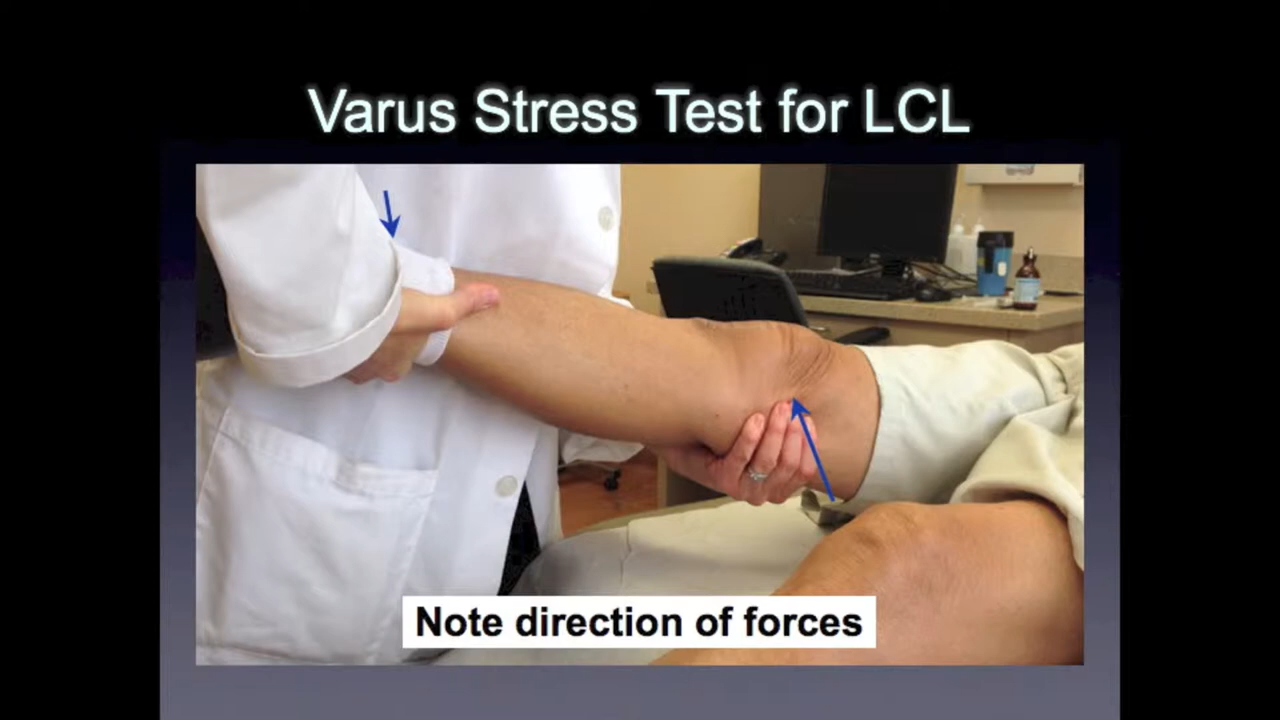 Varus Stress Test for LCL
Note direction of forces